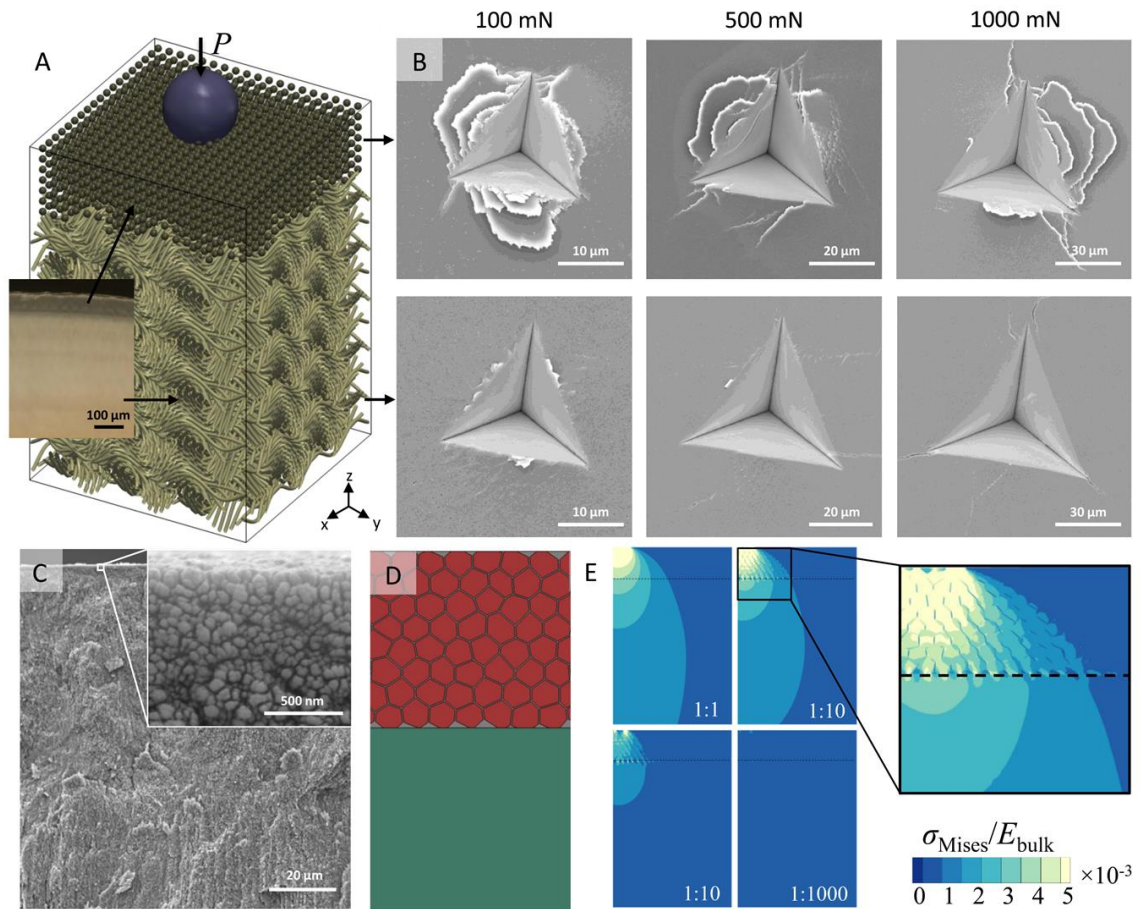 100 mN
500 mN
1000 mN
A
P
B
10 µm
20 µm
30 µm
100 µm
z
x
y
10 µm
20 µm
30 µm
C
500 nm
20 µm
D
E
1:1
1:10
1:10
1:1000
σMises/Ebulk
×10-3
0 1 2 3 4 5